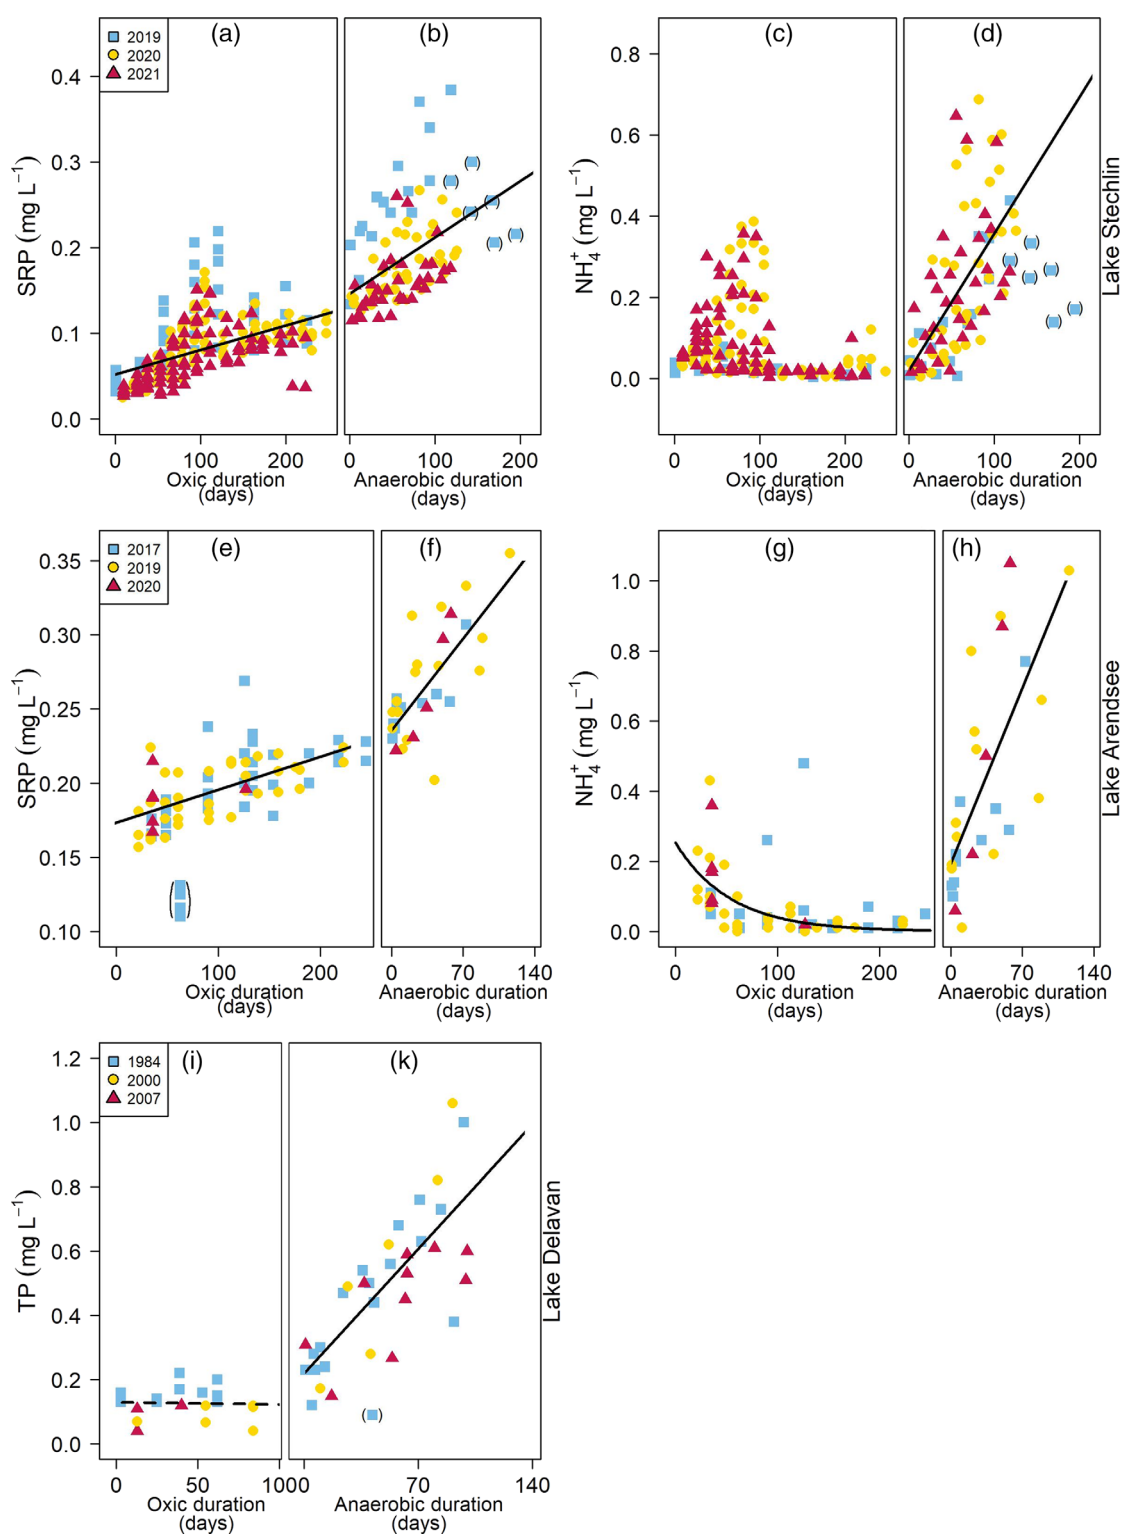 (a) (b) (c) (d)
2019
2020
2021
SRP (mg L⁻¹)
0.4
0.3
0.2
0.1
0.0
0 100 200
Oxic duration
(days)
0 100 200
Anaerobic duration
(days)
NH₄⁺ (mg L⁻¹)
0.8
0.6
0.4
0.2
0.0
0 100 200
Oxic duration
(days)
0 100 200
Anaerobic duration
(days)
Lake Stechlin
(e) (f) (g) (h)
2017
2019
2020
SRP (mg L⁻¹)
0.35
0.30
0.25
0.20
0.15
0.10
0 100 200
Oxic duration
(days)
0 70 140
Anaerobic duration
(days)
NH₄⁺ (mg L⁻¹)
1.0
0.8
0.6
0.4
0.2
0.0
0 100 200
Oxic duration
(days)
0 70 140
Anaerobic duration
(days)
Lake Arendsee
(i) (k)
1984
2000
2007
TP (mg L⁻¹)
1.2
1.0
0.8
0.6
0.4
0.2
0.0
0 50 100
Oxic duration
(days)
0 70 140
Anaerobic duration
(days)
Lake Delavan